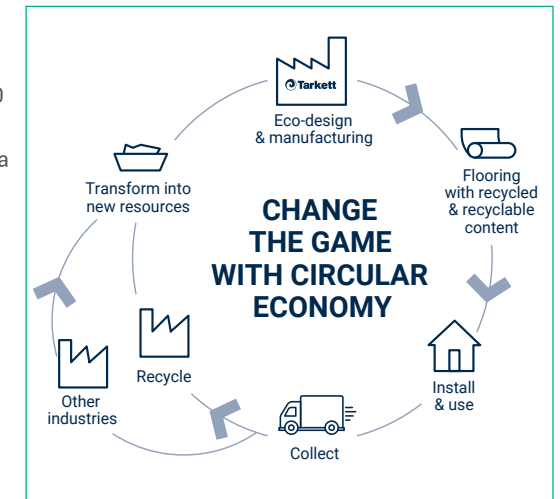 0
a
Tarkett
Eco-design
& manufacturing
Flooring
with recycled
& recyclable
content
Transform into
new resources
CHANGE
THE GAME
WITH CIRCULAR
ECONOMY
Install
& use
Recycle
Other
industries
Collect